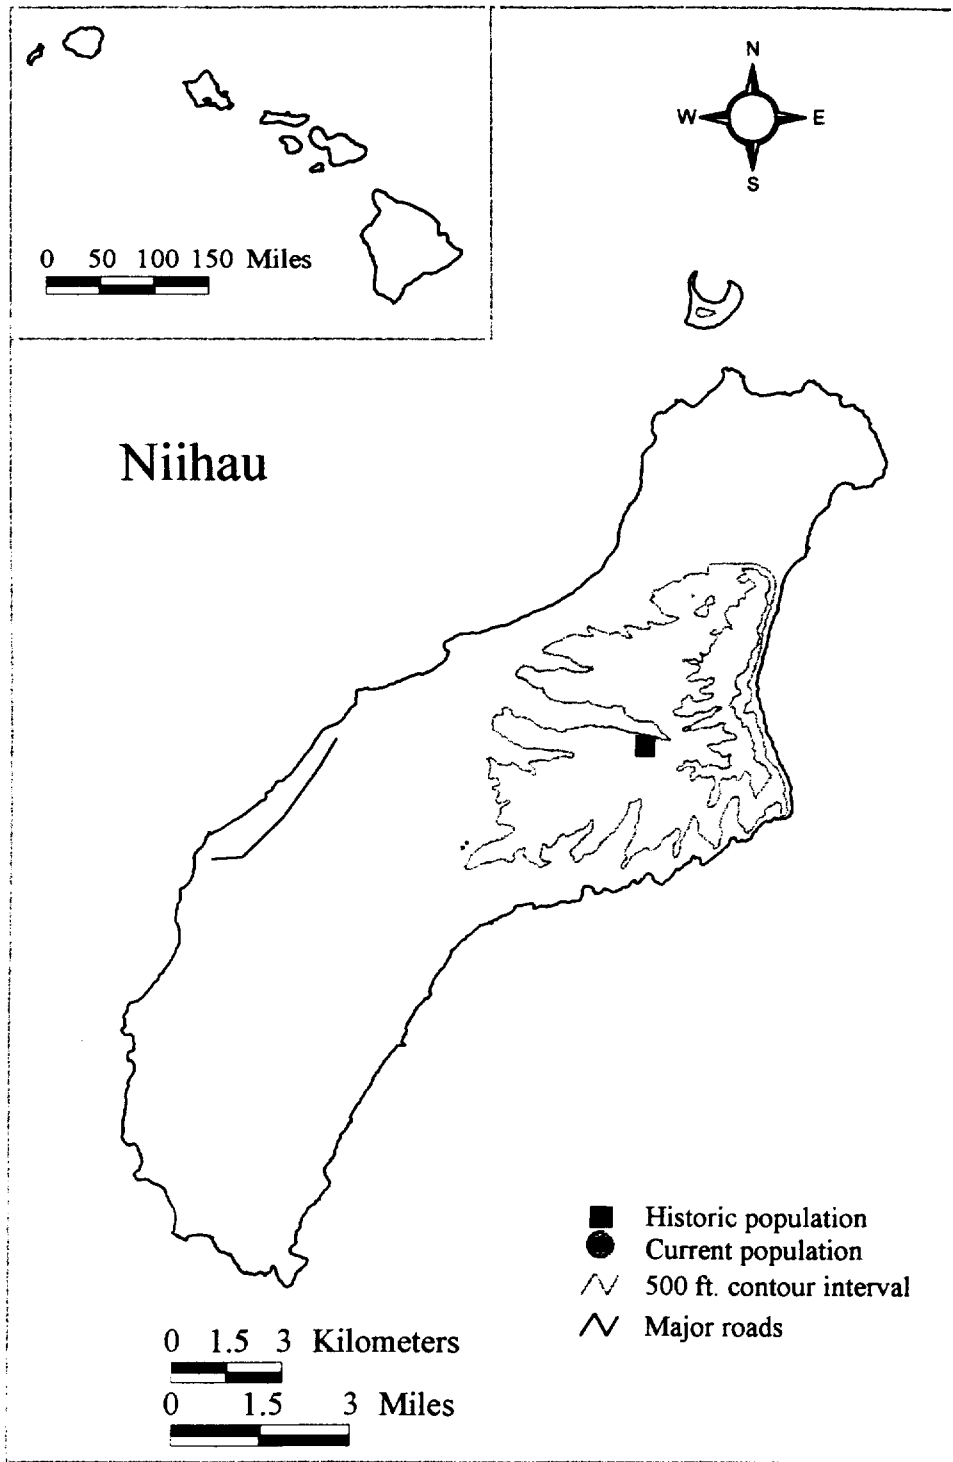 N
W E
S
0 50 100 150 Miles
Niihau
Historic population
Current population
500 ft. contour interval
Major roads
0 1.5 3 Kilometers
0 1.5 3 Miles